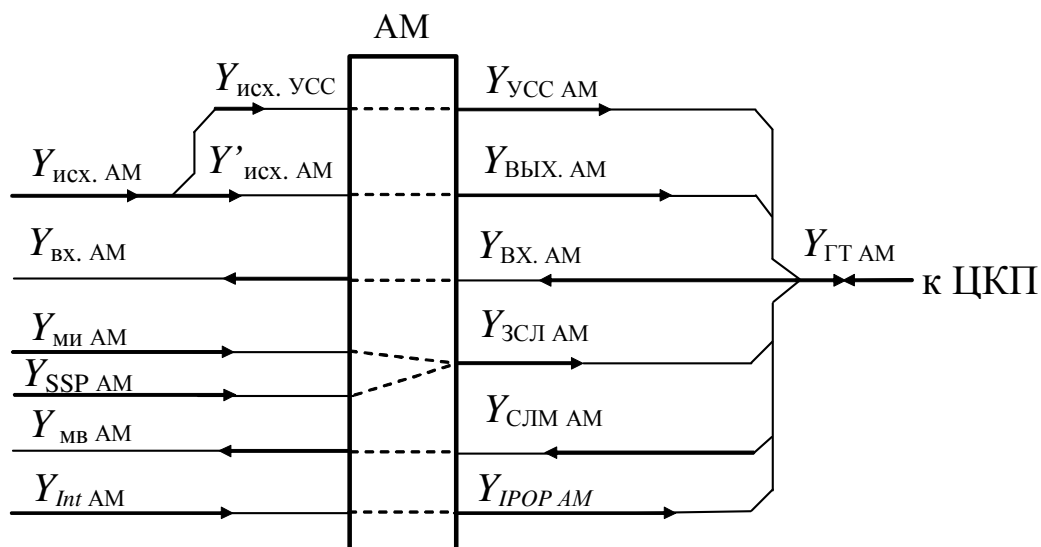 АМ
Yисх. УСС
YУСС АМ
Yисх. АМ
Y’исх. АМ
YВЫХ. АМ
Yвх. АМ
YВХ. АМ
YГТ АМ
к ЦКП
Yми АМ
YЗСЛ АМ
YSSP АМ
Yмв АМ
YСЛМ АМ
YInt АМ
YIPOP АМ